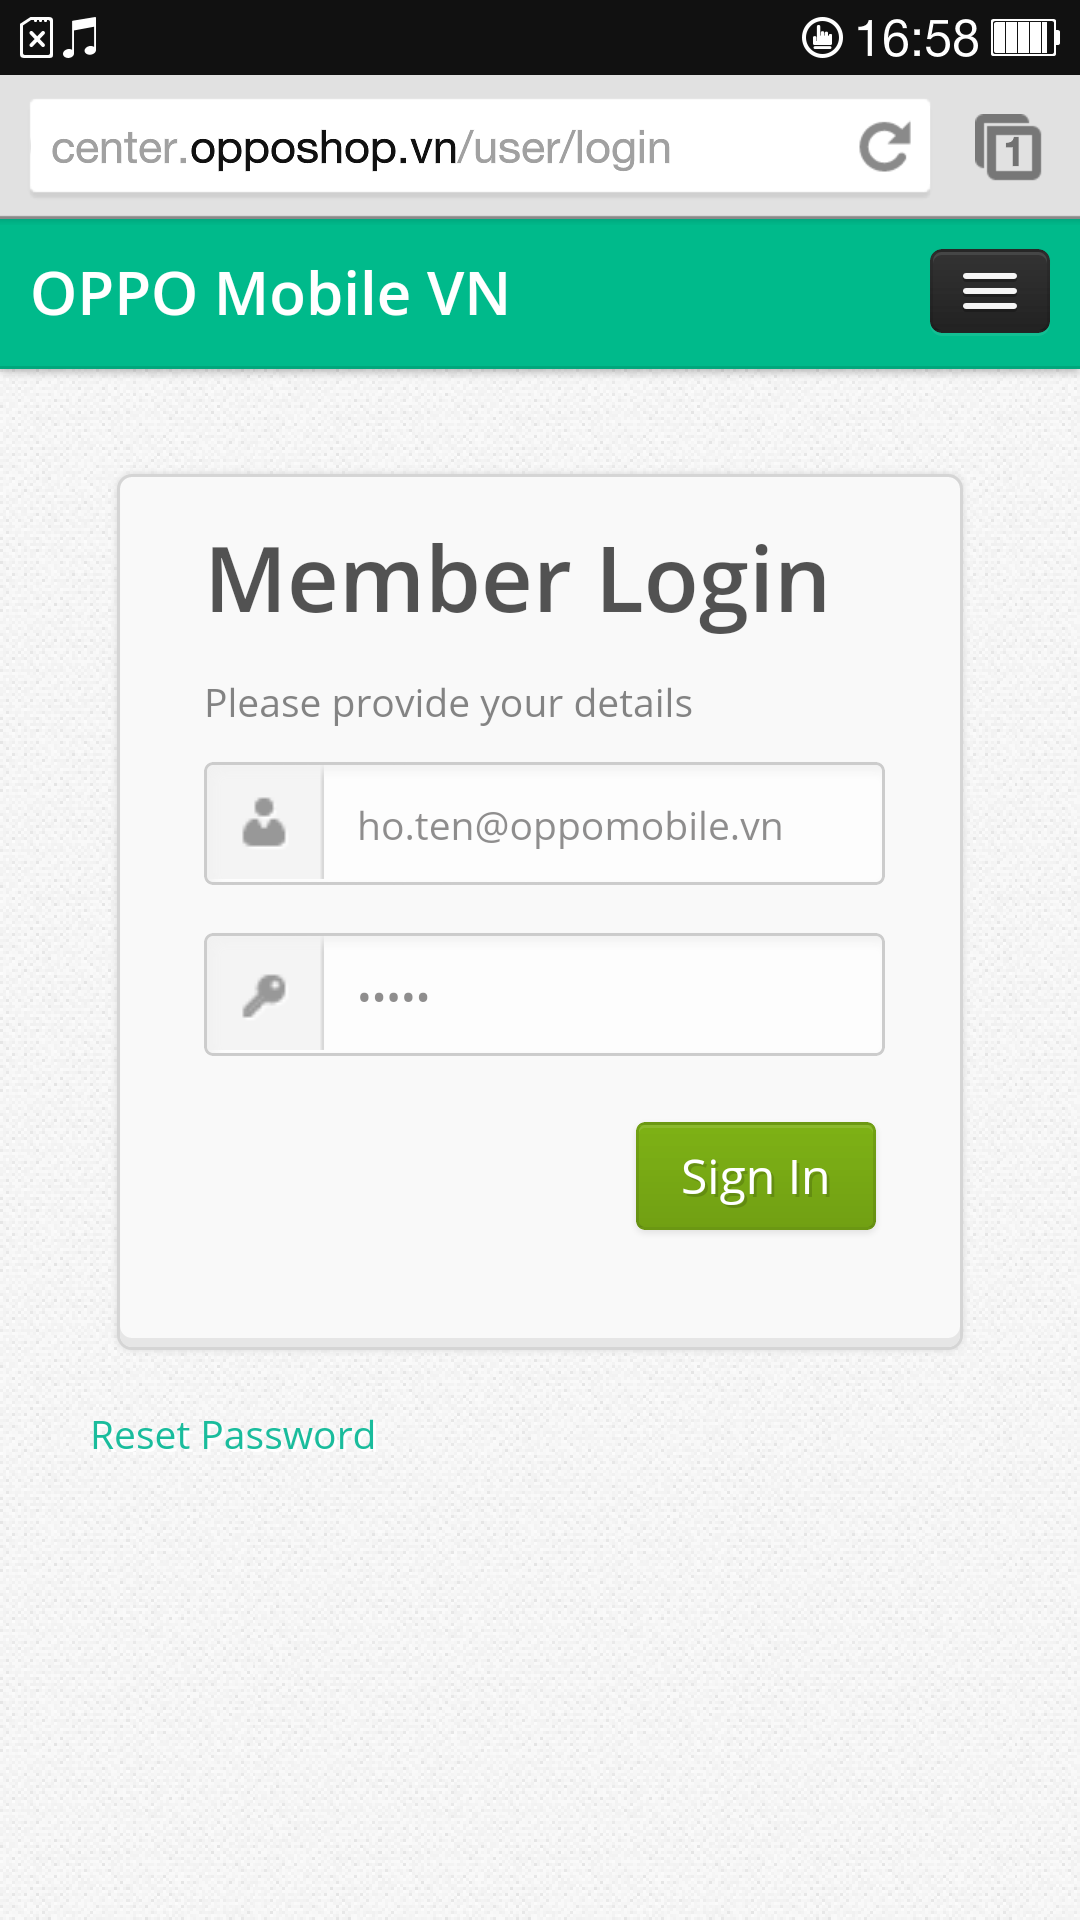 16:58
center.opposhop.vn/user/login
1
OPPO Mobile VN
Member Login
Please provide your details
ho.ten@oppomobile.vn
•••••
Sign In
Reset Password